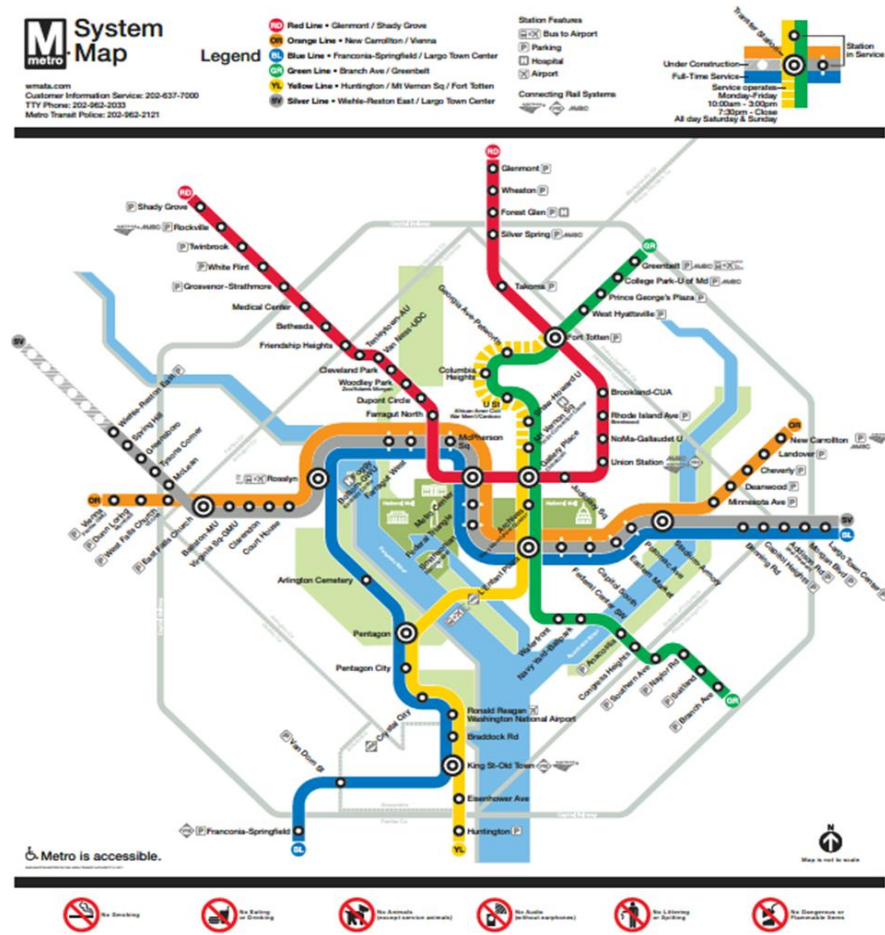 M
metro
System
Map
wmata.com
Customer Information Service: 202-637-7000
TTY Phone: 202-962-2033
Metro Transit Police: 202-962-2121
Legend
RD Red Line • Glenmont / Shady Grove
OR Orange Line • New Carrollton / Vienna
BL Blue Line • Franconia-Springfield / Largo Town Center
GR Green Line • Branch Ave / Greenbelt
YL Yellow Line • Huntington / Mt Vernon Sq / Fort Totten
SV Silver Line • Wiehle-Reston East / Largo Town Center
Station Features
Bus to Airport
P Parking
H Hospital
Airport
Connecting Rail Systems
Transfer Station
Station
in Service
Under Construction
Full-Time Service
Service operates
Monday-Friday
10:00am - 3:00pm
7:30pm - Close
All day Saturday & Sunday
RD
Shady Grove
Rockville
Twinbrook
White Flint
Grosvenor-Strathmore
Medical Center
Bethesda
Friendship Heights
Tenleytown-AU
Van Ness-UDC
Cleveland Park
Woodley Park
Zoo/Adams Morgan
Dupont Circle
Farragut North
RD
Glenmont
Wheaton
Forest Glen
Silver Spring
Takoma
Fort Totten
Brookland-CUA
Rhode Island Ave
Brentwood
NoMa-Gallaudet U
Union Station
Judiciary Sq
GR
Greenbelt
College Park-U of Md
Prince George's Plaza
West Hyattsville
Georgia Ave-Petworth
Columbia
Heights
U St
Shaw-Howard U
Mt Vernon Sq
Gallery Place
Archives
L'Enfant Plaza
Waterfront
Navy Yard-Ballpark
Anacostia
Congress Heights
Southern Ave
Naylor Rd
Suitland
Branch Ave
GR
SV
Wiehle-Reston East
Spring Hill
Greensboro
Tysons Corner
McLean
OR
Vienna
Dunn Loring
West Falls Church
East Falls Church
Ballston-MU
Virginia Sq-GMU
Clarendon
Court House
Rosslyn
Foggy
Bottom-GWU
Farragut West
McPherson
Sq
Metro Center
Federal Triangle
Smithsonian
Federal Center SW
Capitol South
Eastern Market
Potomac Ave
Stadium-Armory
OR
New Carrollton
Landover
Cheverly
Deanwood
Minnesota Ave
SV
BL
Benning Rd
Capitol Heights
Addison Rd
Morgan Blvd
Largo Town Center
Arlington Cemetery
Pentagon
Pentagon City
Crystal City
Ronald Reagan
Washington National Airport
Braddock Rd
King St-Old Town
Eisenhower Ave
Huntington
YL
Van Dorn St
Franconia-Springfield
BL
Metro is accessible.
N
Map is not to scale
No Smoking
No Eating
or Drinking
No Animals
(except service animals)
No Audio
(without earphones)
No Littering
or Spitting
No Dangerous or
Flammable Items